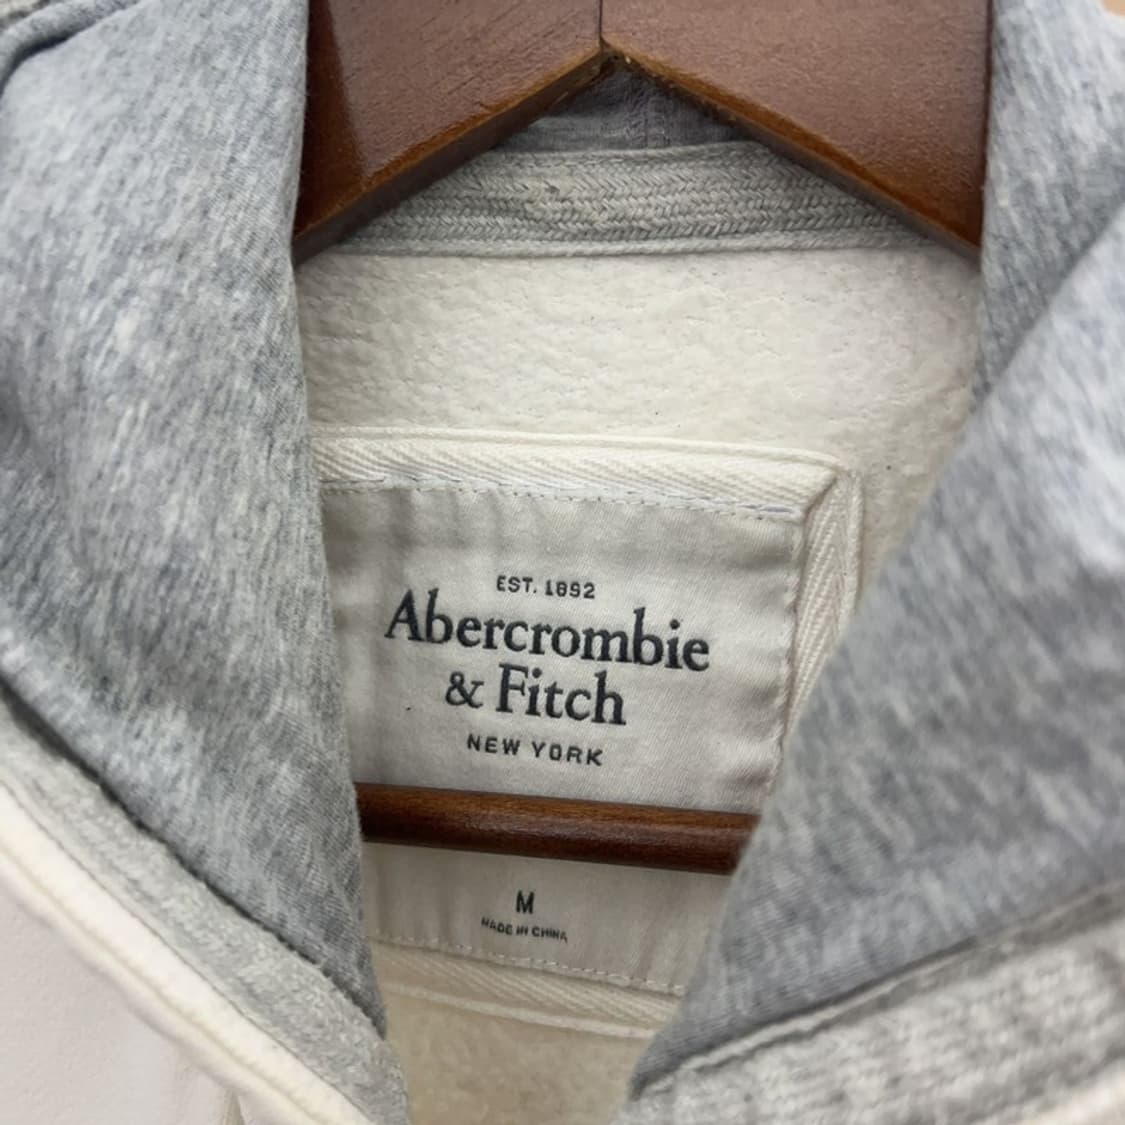 EST. 1892
Abercrombie
& Fitch
NEW YORK
M
MADE IN CHINA